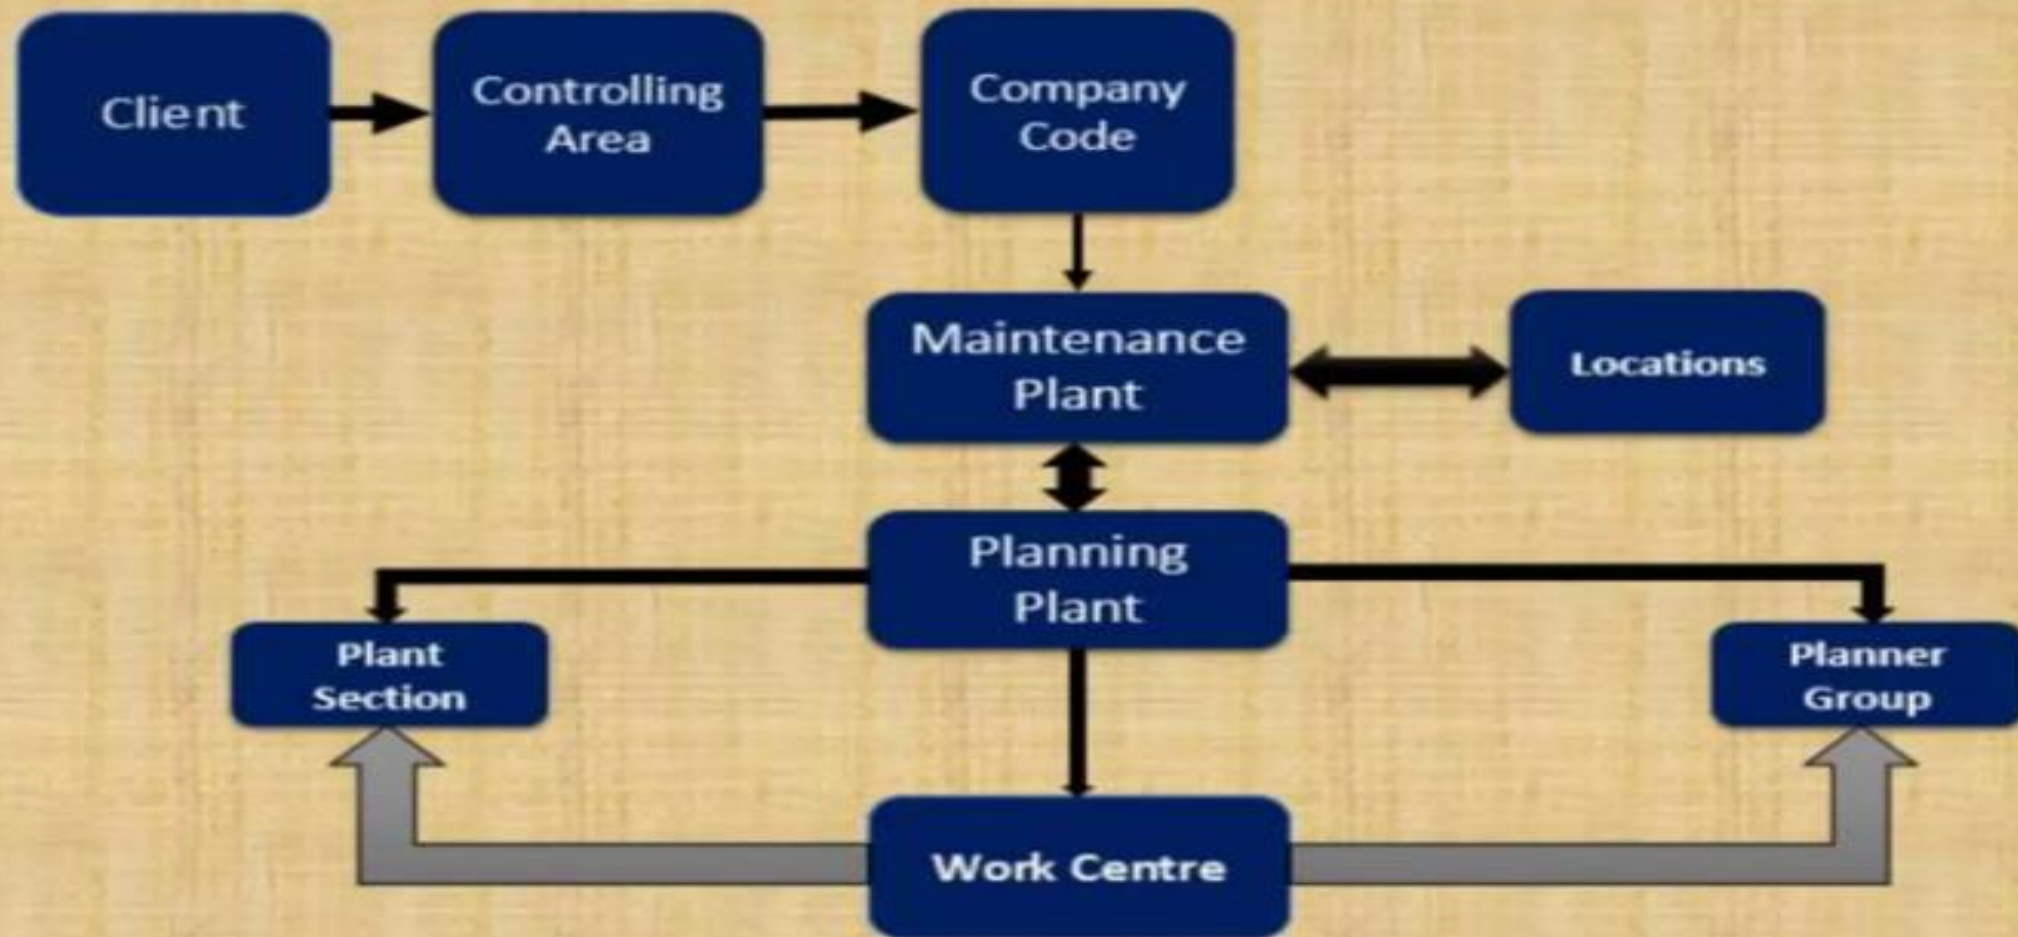 Client
Controlling
Area
Company
Code
Maintenance
Plant
Locations
Planning
Plant
Plant
Section
Planner
Group
Work Centre